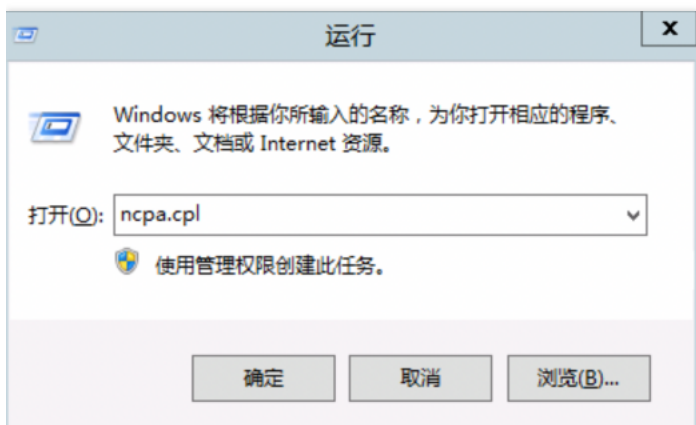 运行
x
Windows 将根据你所输入的名称，为你打开相应的程序、
文件夹、文档或 Internet 资源。
打开(O): ncpa.cpl
使用管理权限创建此任务。
确定 取消 浏览(B)...